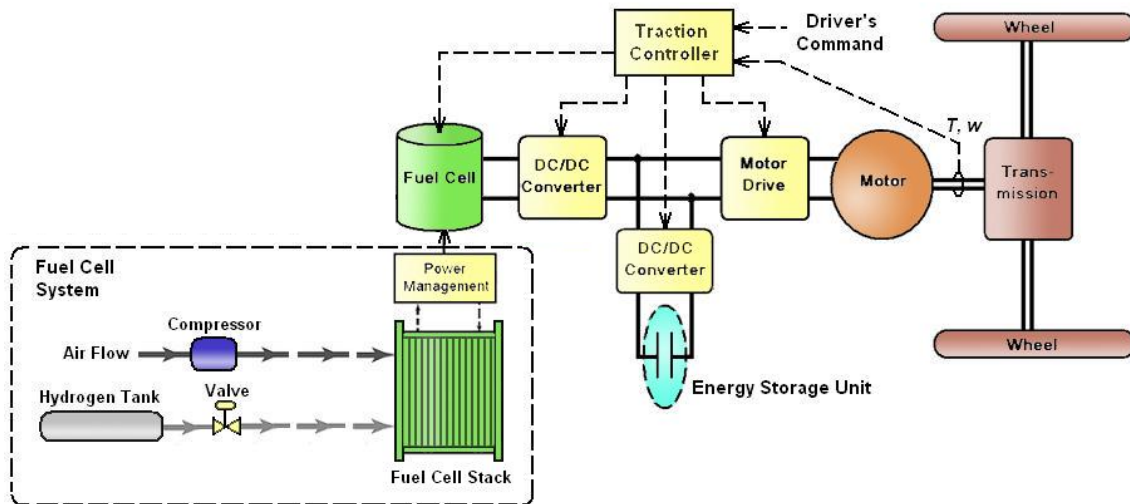 Traction
Controller
Driver's
Command
Wheel
T, w
Fuel Cell
DC/DC
Converter
Motor
Drive
Motor
Trans-
mission
DC/DC
Converter
Fuel Cell
System
Power
Management
Compressor
Air Flow
Valve
Hydrogen Tank
Fuel Cell Stack
Energy Storage Unit
Wheel